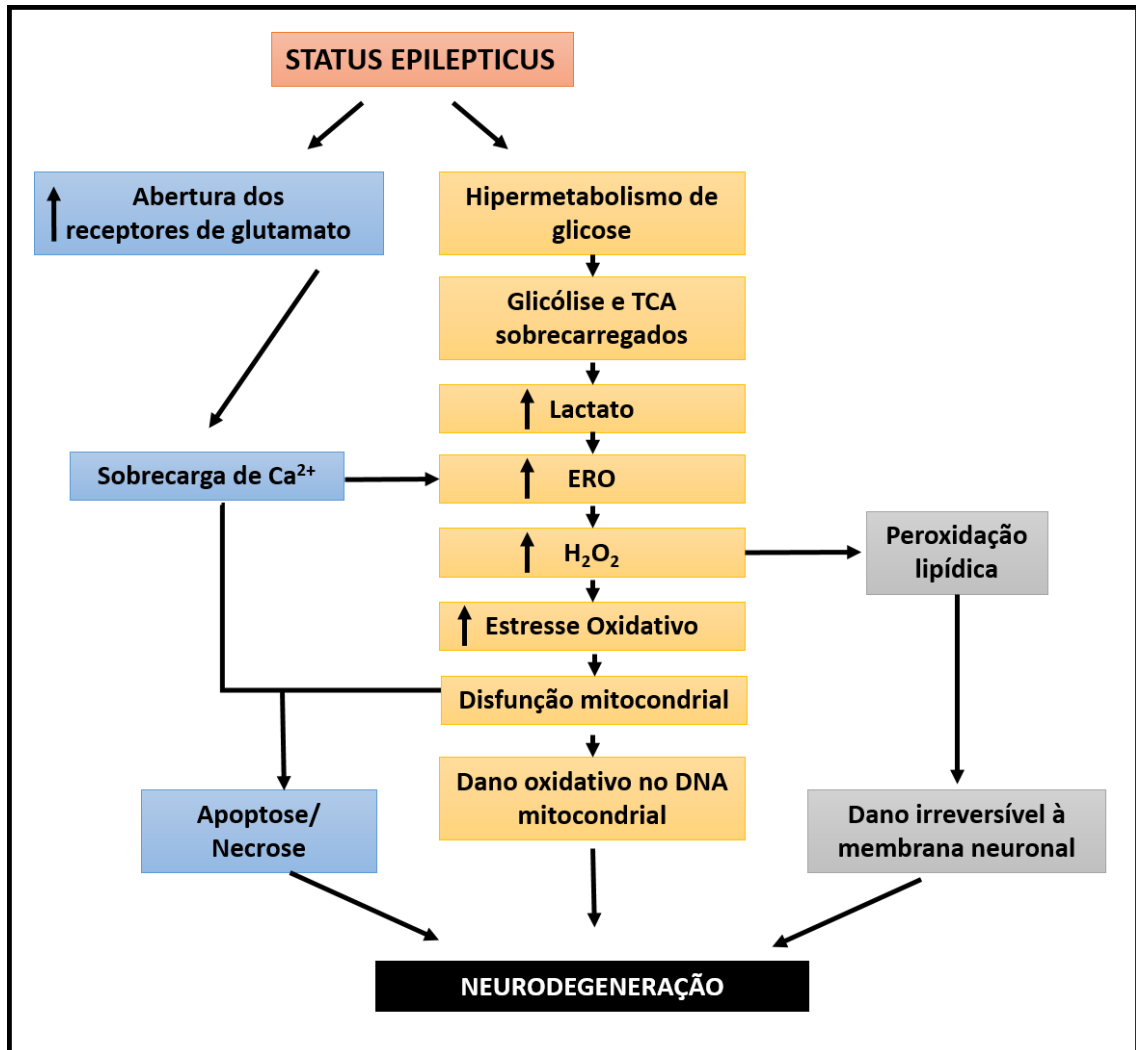 STATUS EPILEPTICUS
Abertura dos
receptores de glutamato
Hipermetabolismo de
glicose
Glicólise e TCA
sobrecarregados
Lactato
Sobrecarga de Ca²⁺
ERO
H₂O₂
Peroxidação
lipídica
Estresse Oxidativo
Disfunção mitocondrial
Dano oxidativo no DNA
mitocondrial
Apoptose/
Necrose
Dano irreversível à
membrana neuronal
NEURODEGENERAÇÃO